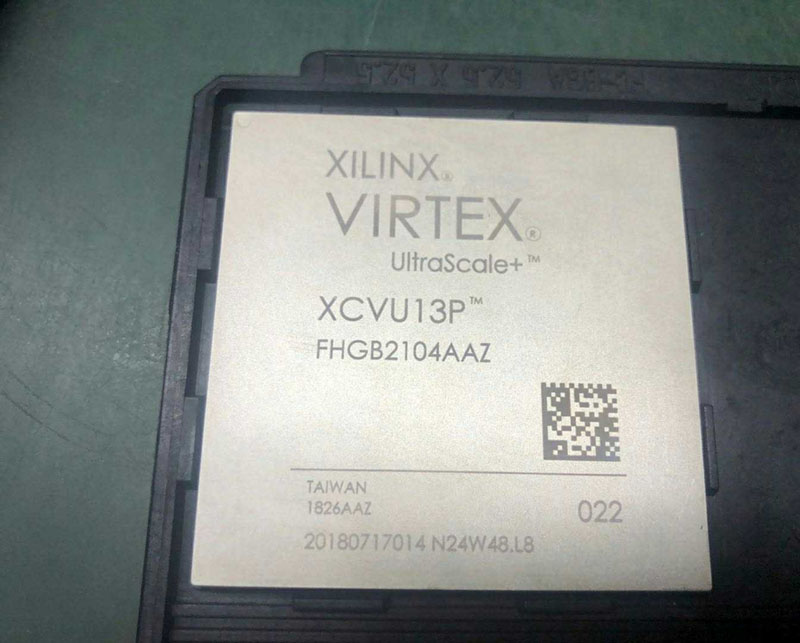 XILINX®
VIRTEX®
UltraScale+™
XCVU13P™
FHGB2104AAZ
TAIWAN
1826AAZ
022
20180717014 N24W48.L8